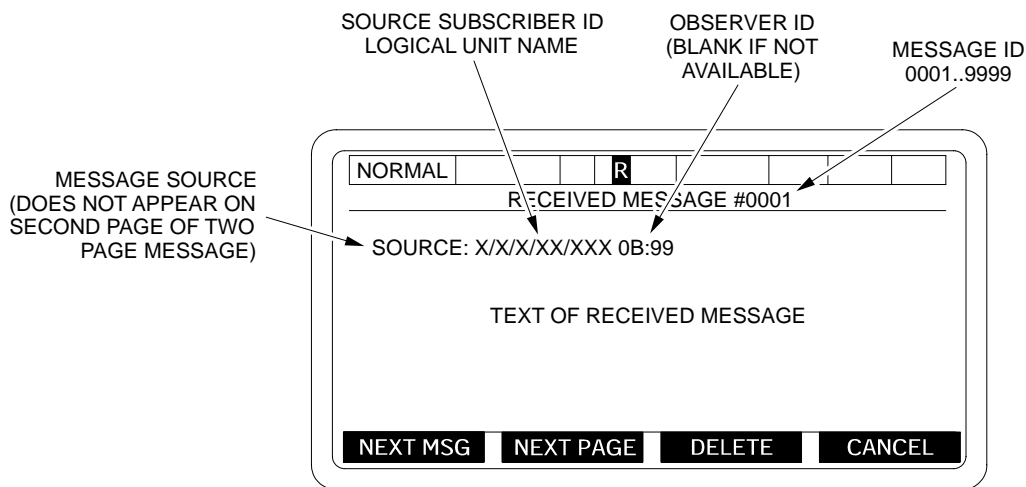 SOURCE SUBSCRIBER ID
LOGICAL UNIT NAME
OBSERVER ID
(BLANK IF NOT
AVAILABLE)
MESSAGE ID
0001..9999
MESSAGE SOURCE
(DOES NOT APPEAR ON
SECOND PAGE OF TWO
PAGE MESSAGE)
NORMAL R
RECEIVED MESSAGE #0001
SOURCE: X/X/X/XX/XXX 0B:99
TEXT OF RECEIVED MESSAGE
NEXT MSG NEXT PAGE DELETE CANCEL